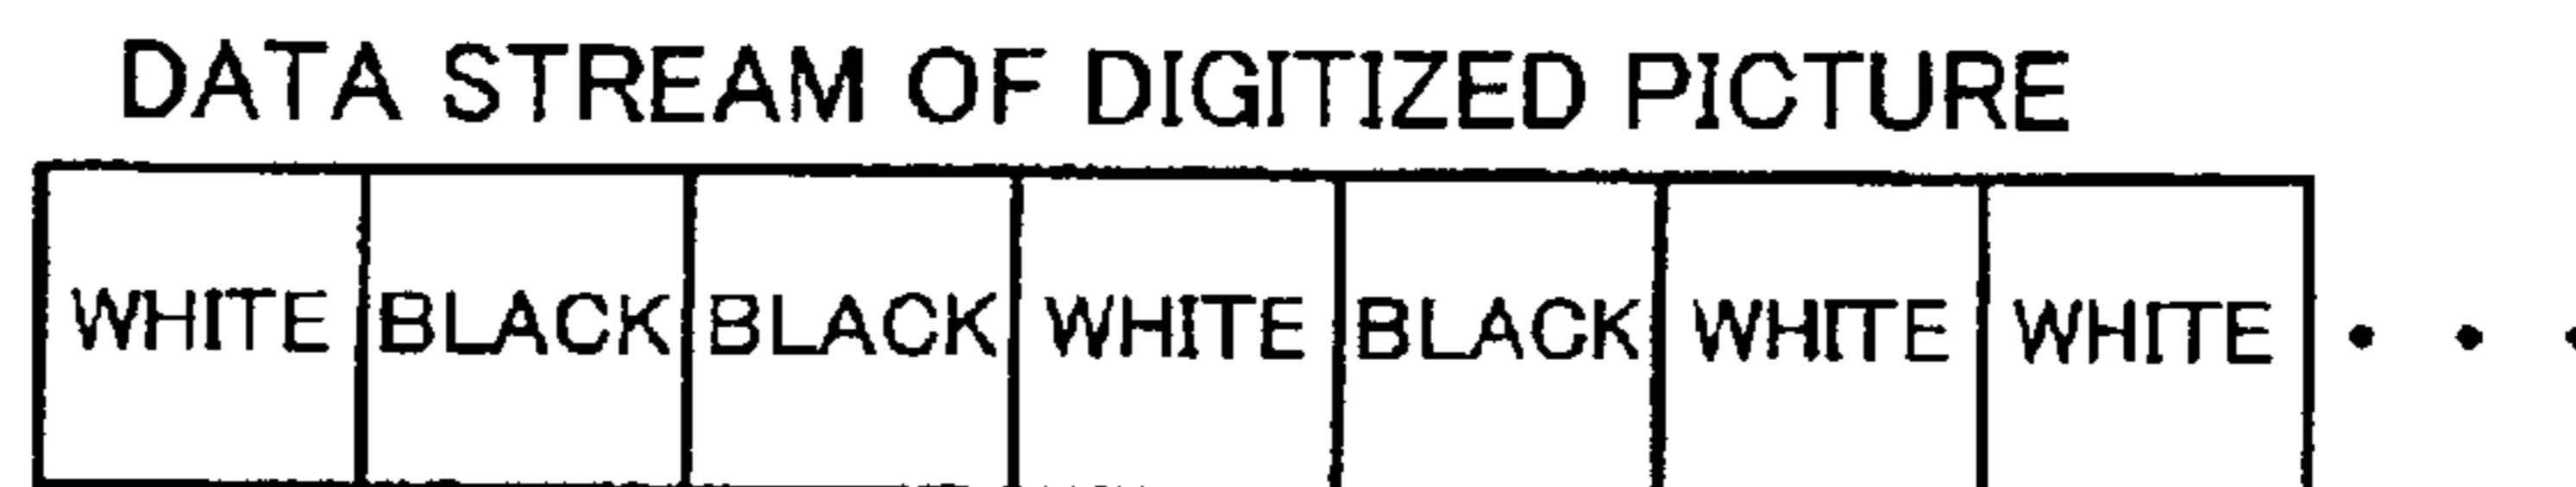 DATA STREAM OF DIGITIZED PICTURE
WHITE BLACK BLACK WHITE BLACK WHITE WHITE • • •